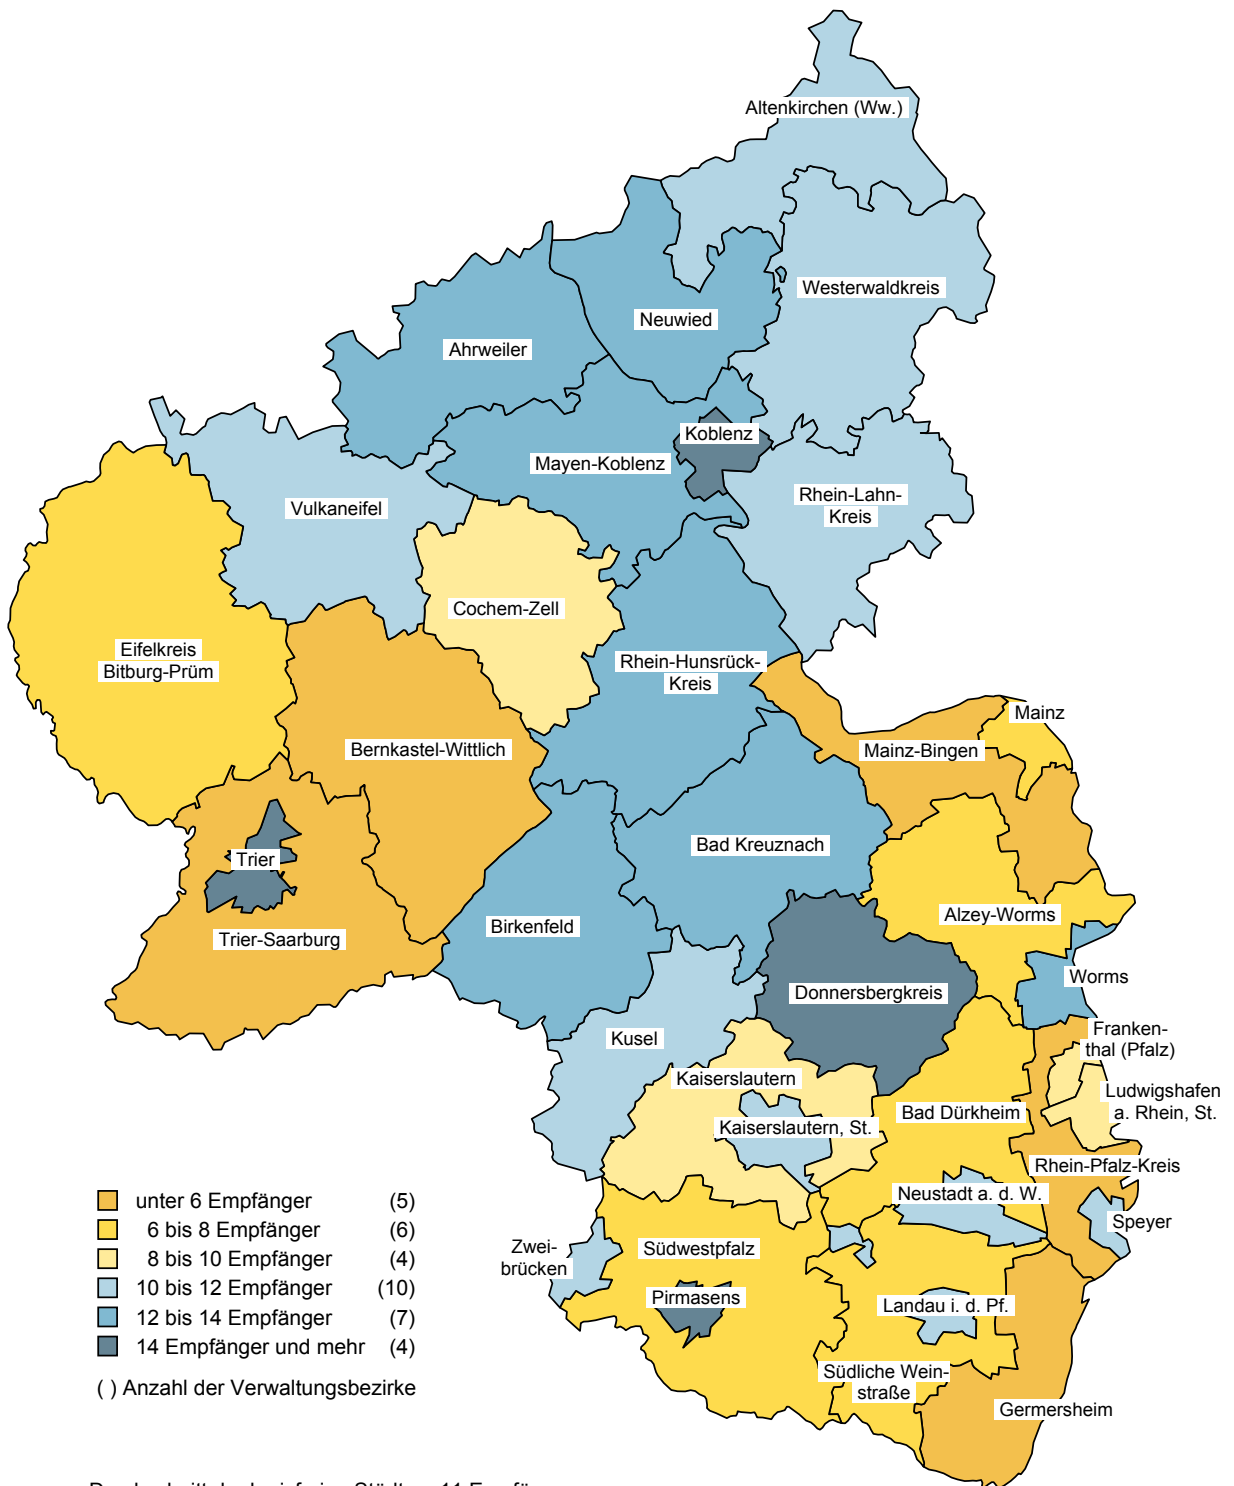 Altenkirchen (Ww.)
Westerwaldkreis
Neuwied
Ahrweiler
Koblenz
Mayen-Koblenz
Rhein-Lahn-
Kreis
Vulkaneifel
Cochem-Zell
Eifelkreis
Bitburg-Prüm
Rhein-Hunsrück-
Kreis
Mainz
Bernkastel-Wittlich
Mainz-Bingen
Bad Kreuznach
Trier
Alzey-Worms
Birkenfeld
Trier-Saarburg
Worms
Donnersbergkreis
Kusel
Franken-
thal (Pfalz)
Kaiserslautern
Ludwigshafen
a. Rhein, St.
Bad Dürkheim
Kaiserslautern, St.
Rhein-Pfalz-Kreis
Neustadt a. d. W.
Speyer
Zwei-
brücken
Südwestpfalz
Pirmasens
Landau i. d. Pf.
Südliche Wein-
straße
Germersheim
unter 6 Empfänger (5)
6 bis 8 Empfänger (6)
8 bis 10 Empfänger (4)
10 bis 12 Empfänger (10)
12 bis 14 Empfänger (7)
14 Empfänger und mehr (4)
( ) Anzahl der Verwaltungsbezirke